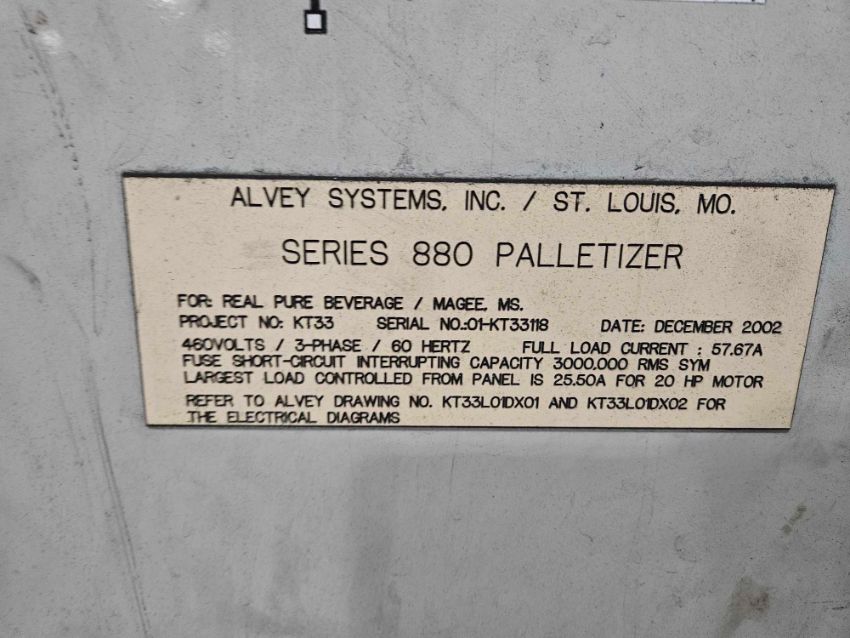 ALVEY SYSTEMS, INC. / ST. LOUIS, MO.
SERIES 880 PALLETIZER
FOR: REAL PURE BEVERAGE / MAGEE, MS.
PROJECT NO: KT33 SERIAL NO.:01-KT33118 DATE: DECEMBER 2002
460VOLTS / 3-PHASE / 60 HERTZ FULL LOAD CURRENT : 57.67A
FUSE SHORT-CIRCUIT INTERRUPTING CAPACITY 3000.000 RMS SYM
LARGEST LOAD CONTROLLED FROM PANEL IS 25.50A FOR 20 HP MOTOR
REFER TO ALVEY DRAWING NO. KT33L01DX01 AND KT33L01DX02 FOR
THE ELECTRICAL DIAGRAMS